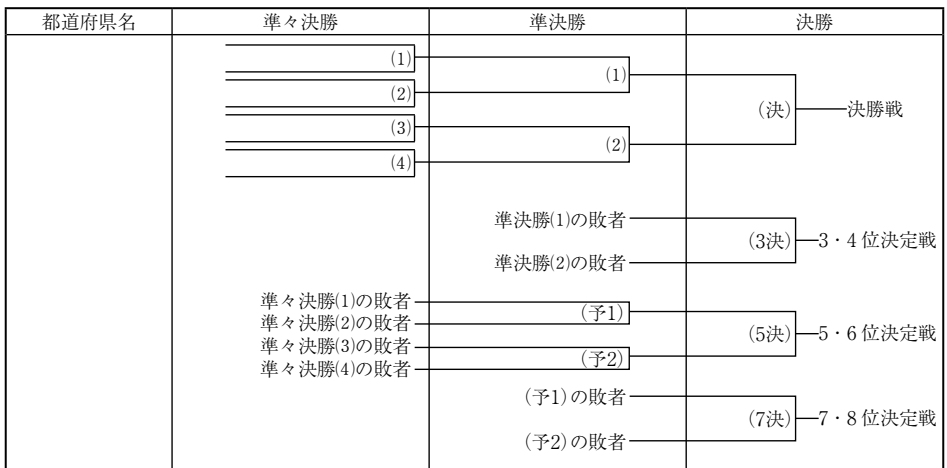 都道府県名 準々決勝 準決勝 決勝
(1)
(1)
(2)
(決) 決勝戦
(3)
(2)
(4)
準決勝(1)の敗者
(3決) 3・4位決定戦
準決勝(2)の敗者
準々決勝(1)の敗者
(予1)
準々決勝(2)の敗者
(5決) 5・6位決定戦
準々決勝(3)の敗者
(予2)
準々決勝(4)の敗者
(予1)の敗者
(7決) 7・8位決定戦
(予2)の敗者